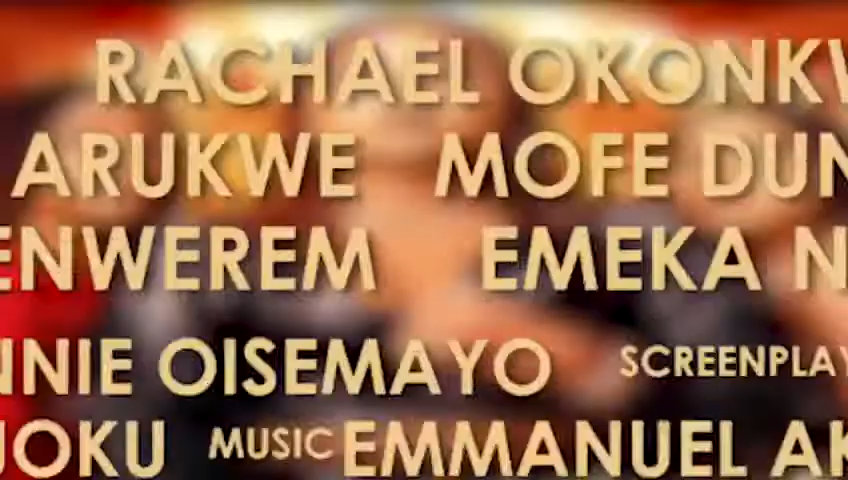 RACHAEL OKONKW
ARUKWE MOFE DUN
ENWEREM EMEKA N
NNIE OISEMAYO SCREENPLAY
JOKU MUSIC EMMANUEL AK